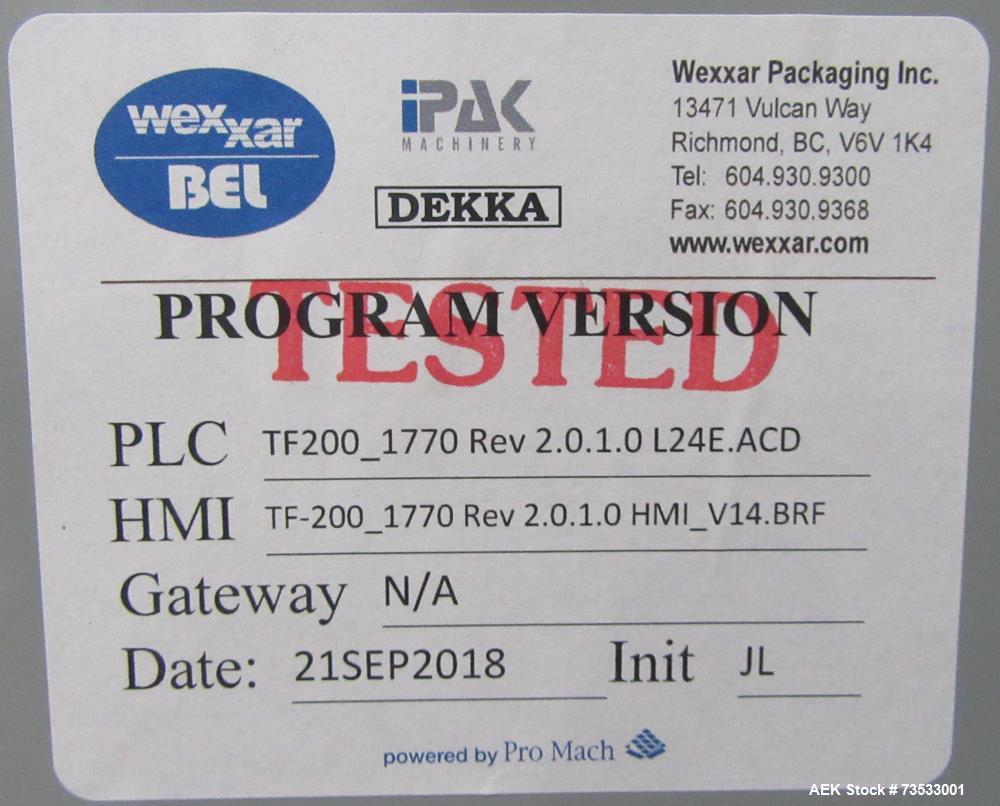 wexxar
BEL
iPAK
MACHINERY
DEKKA
Wexxar Packaging Inc.
13471 Vulcan Way
Richmond, BC, V6V 1K4
Tel: 604.930.9300
Fax: 604.930.9368
www.wexxar.com
PROGRAM VERSION
TESTED
PLC TF200_1770 Rev 2.0.1.0 L24E.ACD
HMI TF-200_1770 Rev 2.0.1.0 HMI_V14.BRF
Gateway N/A
Date: 21SEP2018 Init JL
powered by Pro Mach
AEK Stock # 73533001